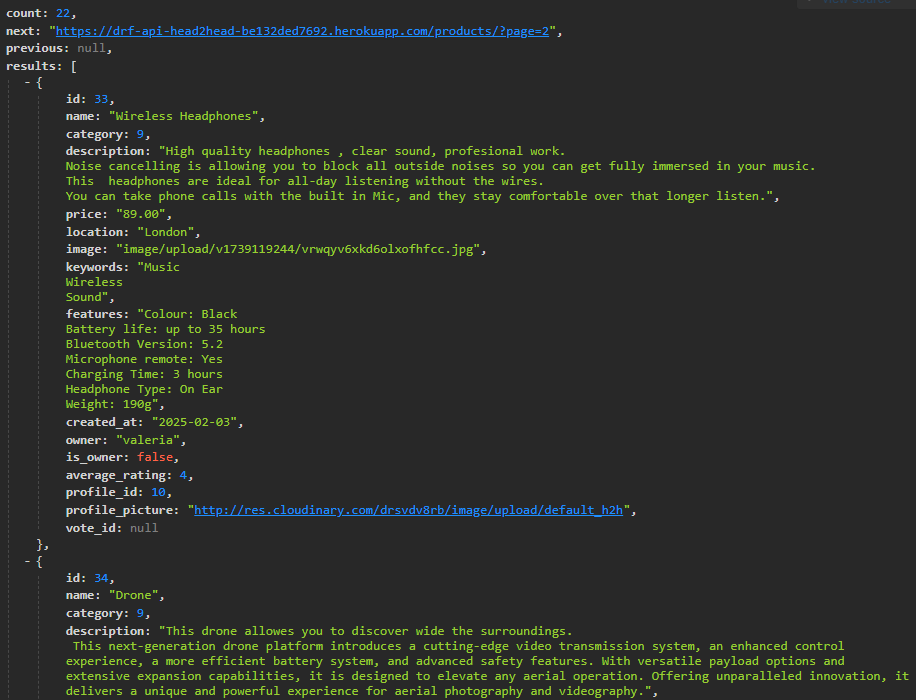 count: 22,
next: "https://drf-api-head2head-be132ded7692.herokuapp.com/products/?page=2",
previous: null,
results: [
- {
id: 33,
name: "Wireless Headphones",
category: 9,
description: "High quality headphones , clear sound, profesional work.
Noise cancelling is allowing you to block all outside noises so you can get fully immersed in your music.
This  headphones are ideal for all-day listening without the wires.
You can take phone calls with the built in Mic, and they stay comfortable over that longer listen.",
price: "89.00",
location: "London",
image: "image/upload/v1739119244/vrwqyv6xkd6olxofhfcc.jpg",
keywords: "Music
Wireless
Sound",
features: "Colour: Black
Battery life: up to 35 hours
Bluetooth Version: 5.2
Microphone remote: Yes
Charging Time: 3 hours
Headphone Type: On Ear
Weight: 190g",
created_at: "2025-02-03",
owner: "valeria",
is_owner: false,
average_rating: 4,
profile_id: 10,
profile_picture: "http://res.cloudinary.com/drsvdv8rb/image/upload/default_h2h",
vote_id: null
},
- {
id: 34,
name: "Drone",
category: 9,
description: "This drone allowes you to discover wide the surroundings.
This next-generation drone platform introduces a cutting-edge video transmission system, an enhanced control
experience, a more efficient battery system, and advanced safety features. With versatile payload options and
extensive expansion capabilities, it is designed to elevate any aerial operation. Offering unparalleled innovation, it
delivers a unique and powerful experience for aerial photography and videography.",